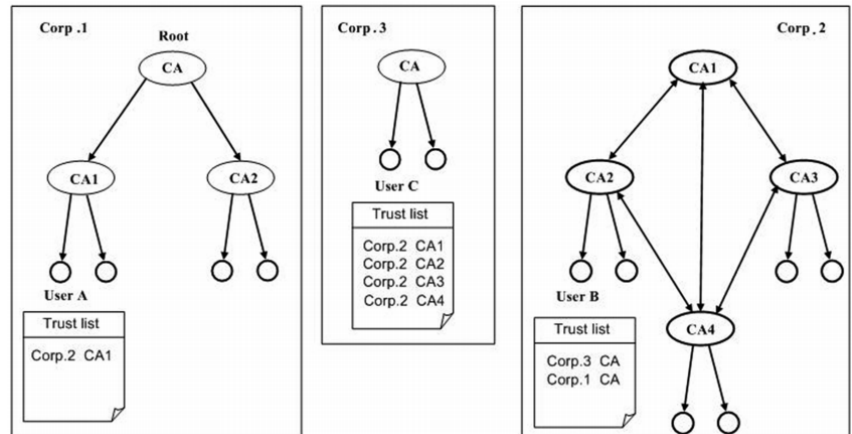 Corp .1
Root
CA
CA1
CA2
User A
Trust list
Corp.2 CA1
Corp.3
CA
User C
Trust list
Corp.2 CA1
Corp.2 CA2
Corp.2 CA3
Corp.2 CA4
Corp. 2
CA1
CA2
CA3
User B
CA4
Trust list
Corp.3 CA
Corp.1 CA